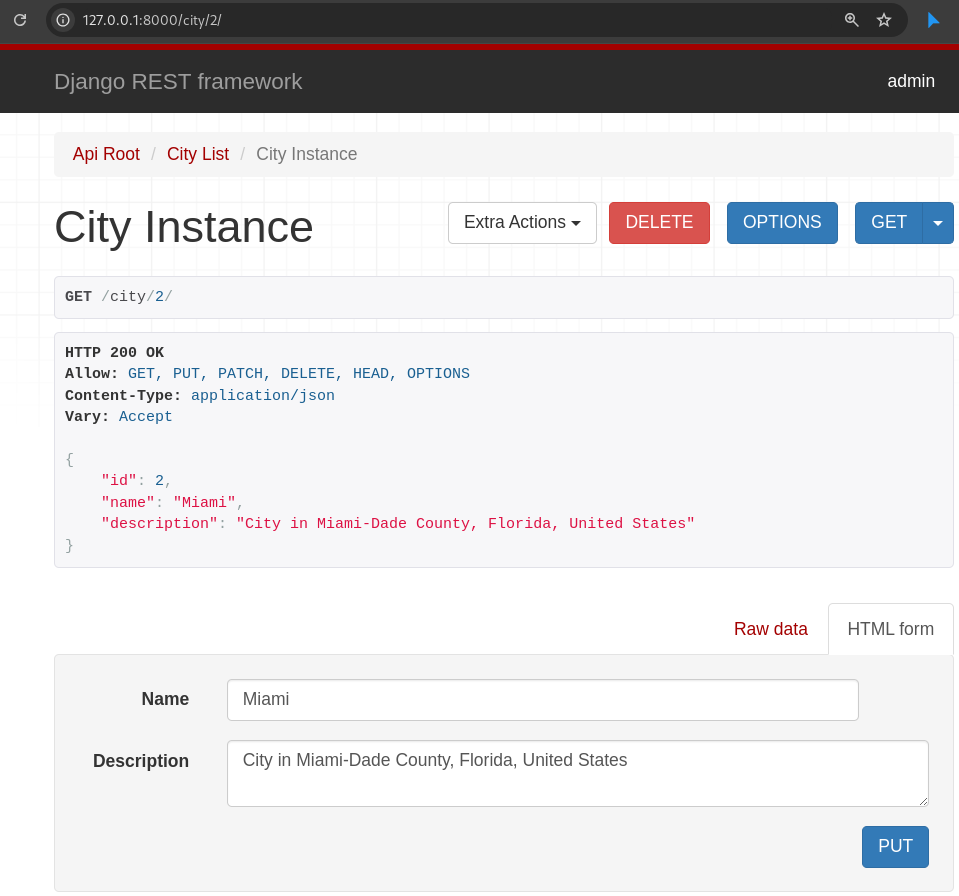 127.0.0.1:8000/city/2/
Django REST framework admin
Api Root / City List / City Instance
City Instance Extra Actions DELETE OPTIONS GET
GET /city/2/
HTTP 200 OK
Allow: GET, PUT, PATCH, DELETE, HEAD, OPTIONS
Content-Type: application/json
Vary: Accept
{
    "id": 2,
    "name": "Miami",
    "description": "City in Miami-Dade County, Florida, United States"
}
Raw data HTML form
Name Miami
Description City in Miami-Dade County, Florida, United States
PUT